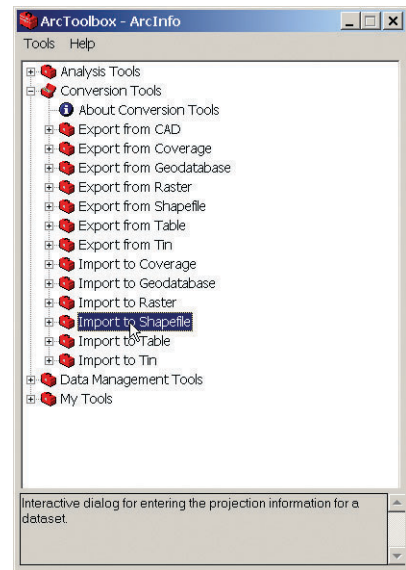 ArcToolbox - ArcInfo
Tools Help
Analysis Tools
Conversion Tools
About Conversion Tools
Export from CAD
Export from Coverage
Export from Geodatabase
Export from Raster
Export from Shapefile
Export from Table
Export from Tin
Import to Coverage
Import to Geodatabase
Import to Raster
Import to Shapefile
Import to Table
Import to Tin
Data Management Tools
My Tools
Interactive dialog for entering the projection information for a
dataset.